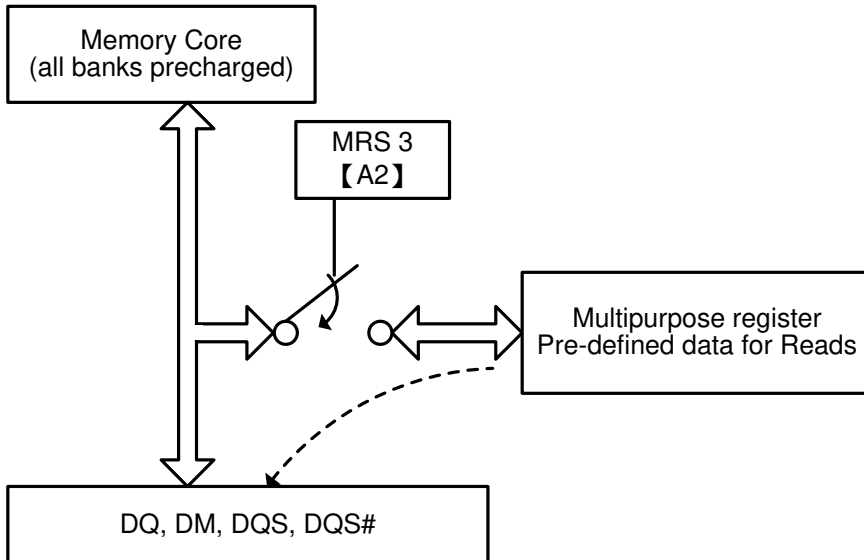 Memory Core
(all banks precharged)
MRS 3
【A2】
Multipurpose register
Pre-defined data for Reads
DQ, DM, DQS, DQS#